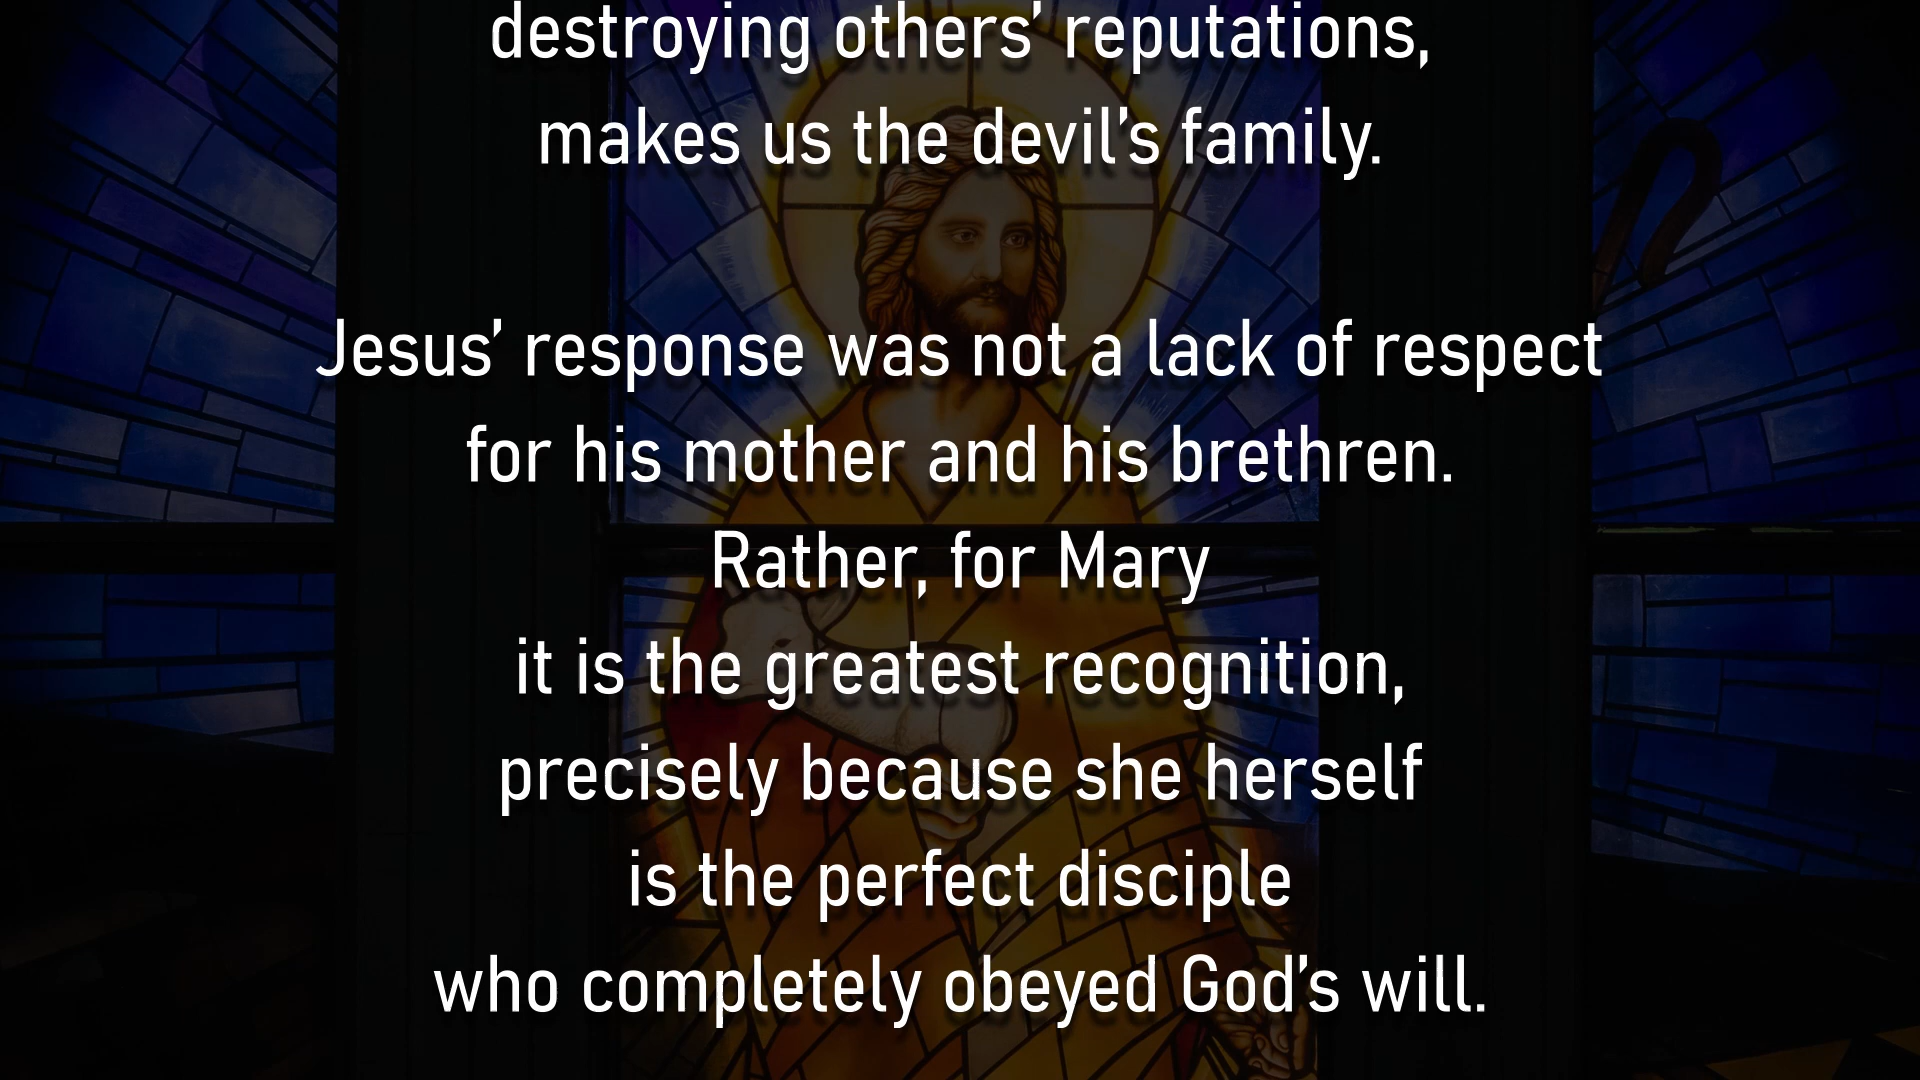 destroying others’ reputations,
makes us the devil’s family.
Jesus’ response was not a lack of respect
for his mother and his brethren.
Rather, for Mary
it is the greatest recognition,
precisely because she herself
is the perfect disciple
who completely obeyed God’s will.